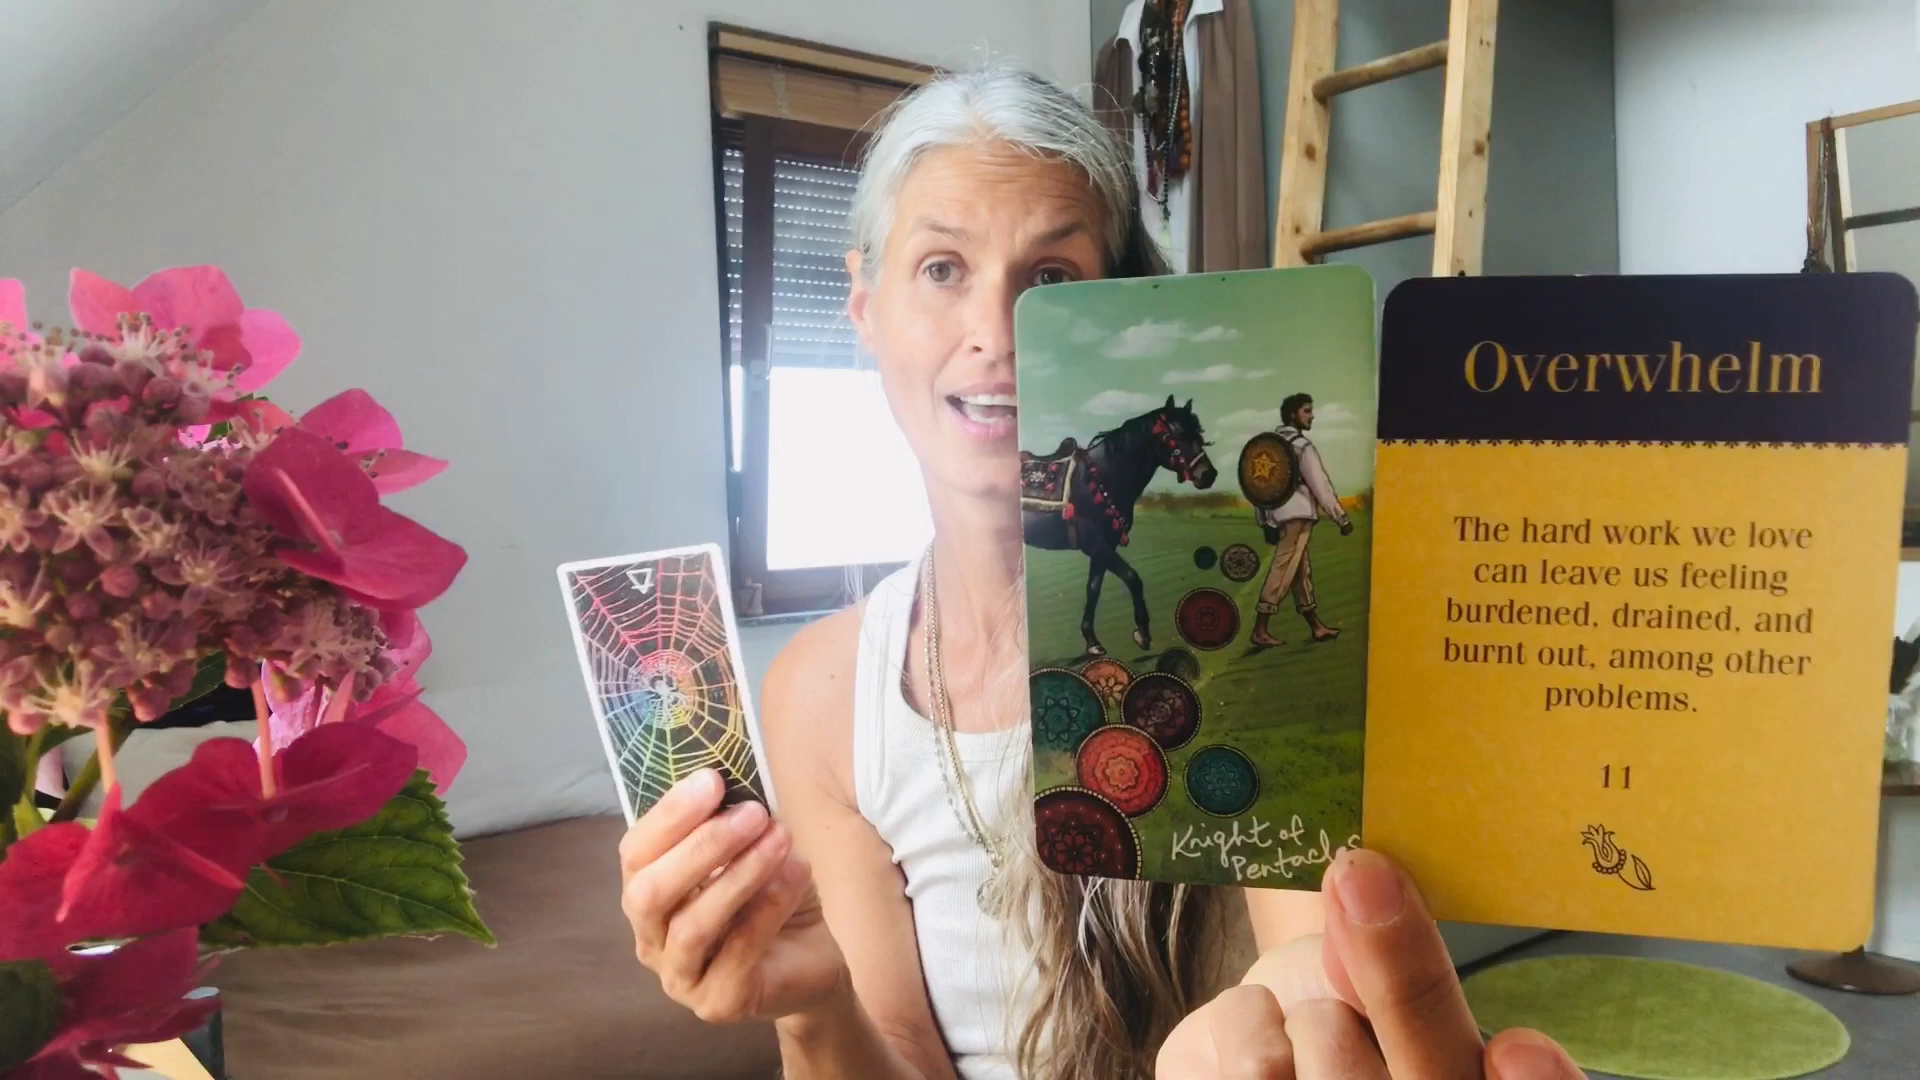 Knight of
Pentacles
Overwhelm
The hard work we love
can leave us feeling
burdened, drained, and
burnt out, among other
problems.
11